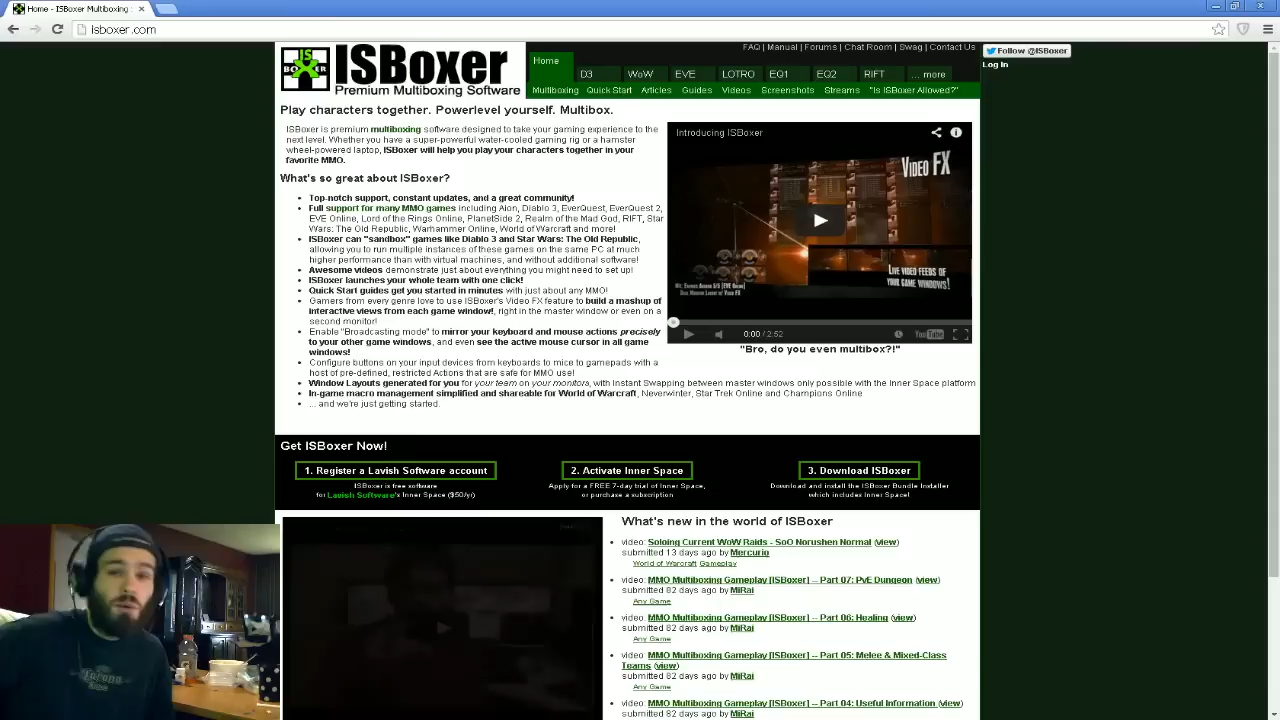 Home - ISBoxer Multiboxing
isboxer.com
FAQ | Manual | Forums | Chat Room | Swag | Contact Us
Follow @ISBoxer
Log In
IS
BOXER
ISBoxer
Premium Multiboxing Software
Home
D3
WoW
EVE
LOTRO
EQ1
EQ2
RIFT
... more
Multiboxing Quick Start Articles Guides Videos Screenshots Streams "Is ISBoxer Allowed?"
Play characters together. Powerlevel yourself. Multibox.
ISBoxer is premium multiboxing software designed to take your gaming experience to the
next level. Whether you have a super-powerful water-cooled gaming rig or a hamster
wheel-powered laptop, ISBoxer will help you play your characters together in your
favorite MMO.
What's so great about ISBoxer?
Top-notch support, constant updates, and a great community!
Full support for many MMO games including Aion, Diablo 3, EverQuest, EverQuest 2,
EVE Online, Lord of the Rings Online, PlanetSide 2, Realm of the Mad God, RIFT, Star
Wars: The Old Republic, Warhammer Online, World of Warcraft and more!
ISBoxer can "sandbox" games like Diablo 3 and Star Wars: The Old Republic,
allowing you to run multiple instances of these games on the same PC at much
higher performance than with virtual machines, and without additional software!
Awesome videos demonstrate just about everything you might need to set up!
ISBoxer launches your whole team with one click!
Quick Start guides get you started in minutes with just about any MMO!
Gamers from every genre love to use ISBoxer's Video FX feature to build a mashup of
interactive views from each game window!, right in the master window or even on a
second monitor!
Enable "Broadcasting mode" to mirror your keyboard and mouse actions precisely
to your other game windows, and even see the active mouse cursor in all game
windows!
Configure buttons on your input devices from keyboards to mice to gamepads with a
host of pre-defined, restricted Actions that are safe for MMO use!
Window Layouts generated for you for your team on your monitors, with Instant Swapping between master windows only possible with the Inner Space platform
In-game macro management simplified and shareable for World of Warcraft, Neverwinter, Star Trek Online and Champions Online
... and we're just getting started.
Introducing ISBoxer
VIDEO FX
LIVE VIDEO FEEDS OF
YOUR GAME WINDOWS!
0:00 / 2:52
YouTube
"Bro, do you even multibox?!"
Get ISBoxer Now!
1. Register a Lavish Software account
ISBoxer is free software
for Lavish Software's Inner Space ($50/yr)
2. Activate Inner Space
Apply for a FREE 7-day trial of Inner Space,
or purchase a subscription
3. Download ISBoxer
Download and install the ISBoxer Bundle Installer
which includes Inner Space!
What's new in the world of ISBoxer
video: Soloing Current WoW Raids - SoO Norushen Normal (view)
submitted 13 days ago by Mercurio
World of Warcraft Gameplay
video: MMO Multiboxing Gameplay [ISBoxer] -- Part 07: PvE Dungeon (view)
submitted 82 days ago by MiRai
Any Game
video: MMO Multiboxing Gameplay [ISBoxer] -- Part 06: Healing (view)
submitted 82 days ago by MiRai
Any Game
video: MMO Multiboxing Gameplay [ISBoxer] -- Part 05: Melee & Mixed-Class
Teams (view)
submitted 82 days ago by MiRai
Any Game
video: MMO Multiboxing Gameplay [ISBoxer] -- Part 04: Useful Information (view)
submitted 82 days ago by MiRai
Corona